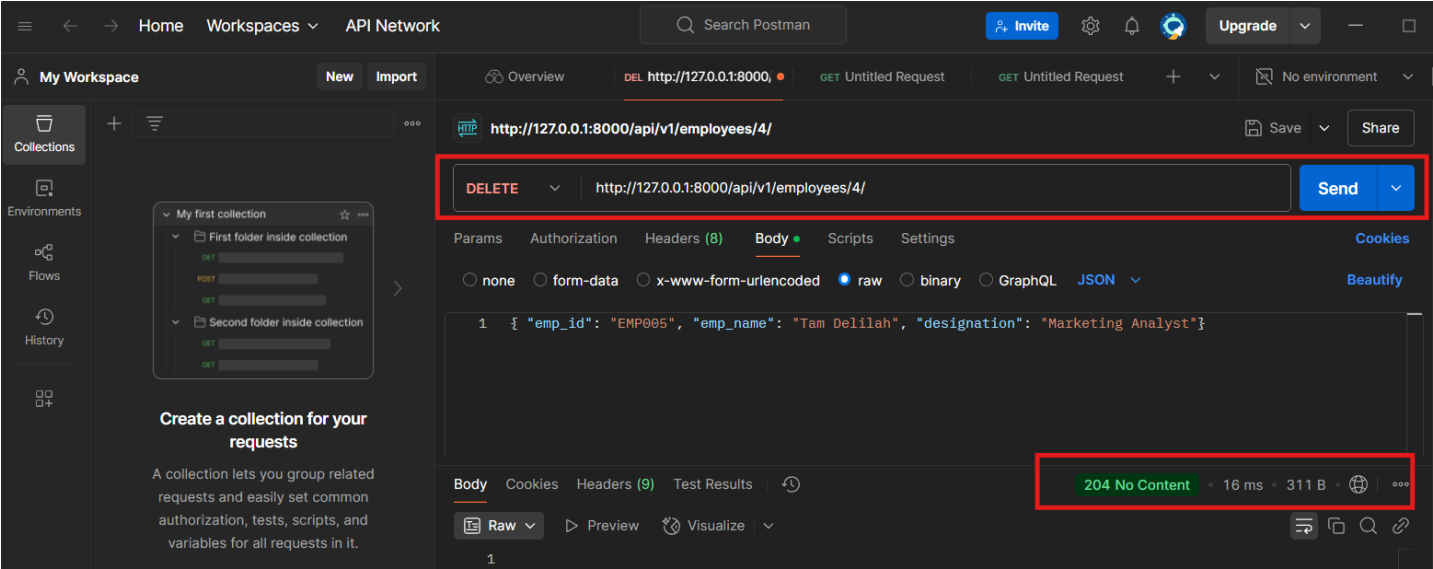 Home Workspaces API Network Search Postman Invite Upgrade
My Workspace New Import Overview DEL http://127.0.0.1:8000/ GET Untitled Request GET Untitled Request No environment
Collections
Environments
Flows
History
My first collection
First folder inside collection
GET
POST
GET
Second folder inside collection
GET
GET
Create a collection for your
requests
A collection lets you group related
requests and easily set common
authorization, tests, scripts, and
variables for all requests in it.
HTTP http://127.0.0.1:8000/api/v1/employees/4/ Save Share
DELETE http://127.0.0.1:8000/api/v1/employees/4/ Send
Params Authorization Headers (8) Body Scripts Settings Cookies
none form-data x-www-form-urlencoded raw binary GraphQL JSON Beautify
1 { "emp_id": "EMP005", "emp_name": "Tam Delilah", "designation": "Marketing Analyst"}
Body Cookies Headers (9) Test Results 204 No Content • 16 ms • 311 B
Raw Preview Visualize
1